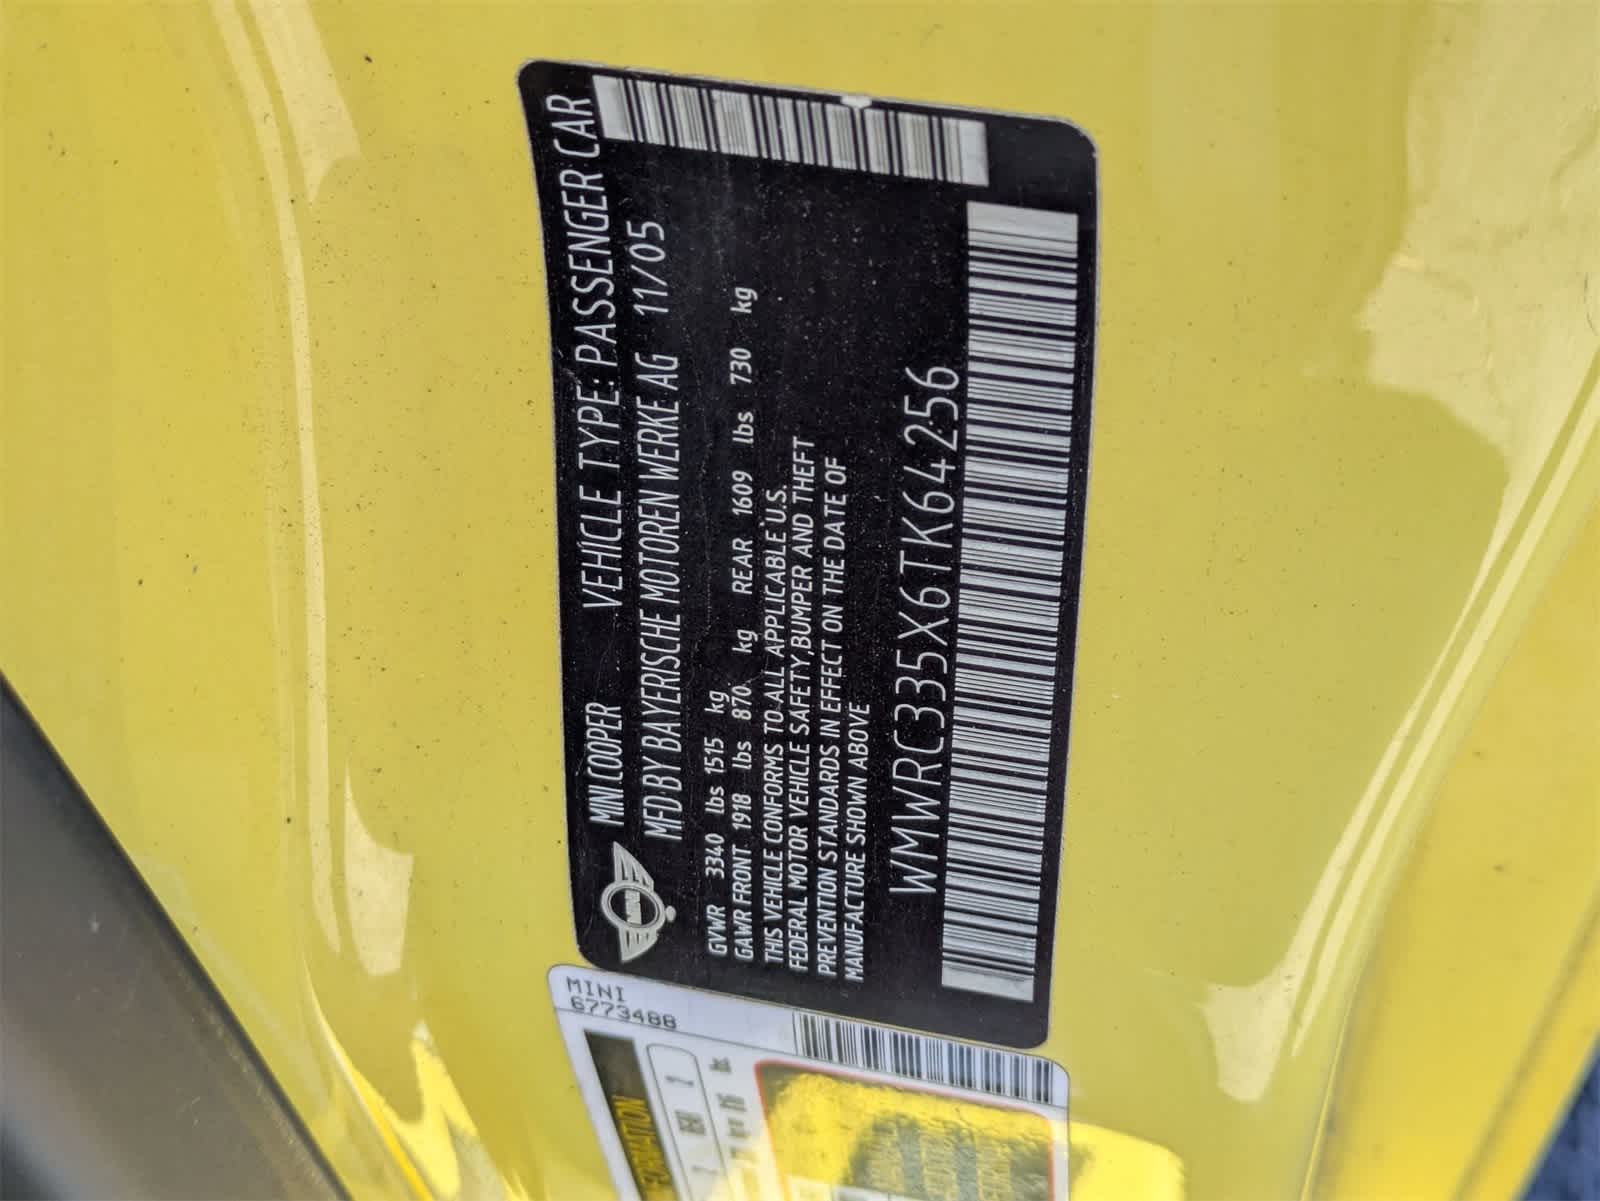 MINI COOPER VEHICLE TYPE: PASSENGER CAR
MFD BY BAYERISCHE MOTOREN WERKE AG 11/05
GVWR 3340 lbs 1515 kg
GAWR FRONT 1918 lbs 870 kg REAR 1609 lbs 730 kg
THIS VEHICLE CONFORMS TO ALL APPLICABLE U.S.
FEDERAL MOTOR VEHICLE SAFETY,BUMPER AND THEFT
PREVENTION STANDARDS IN EFFECT ON THE DATE OF
MANUFACTURE SHOWN ABOVE
WMWRC335X6TK64256
MINI
6773488